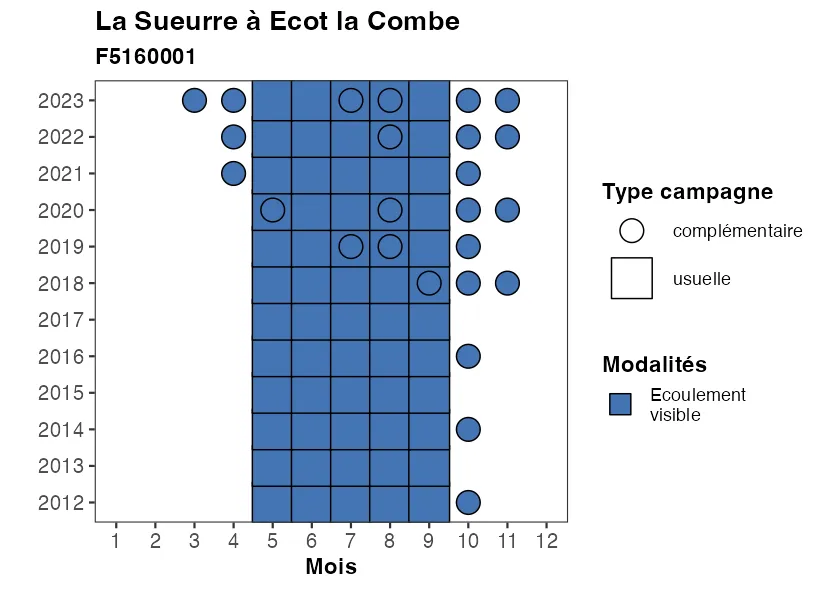 La Sueurre à Ecot la Combe
F5160001
2023
2022
2021
2020
2019
2018
2017
2016
2015
2014
2013
2012
1 2 3 4 5 6 7 8 9 10 11 12
Mois
Type campagne
complémentaire
usuelle
Modalités
Ecoulement
visible